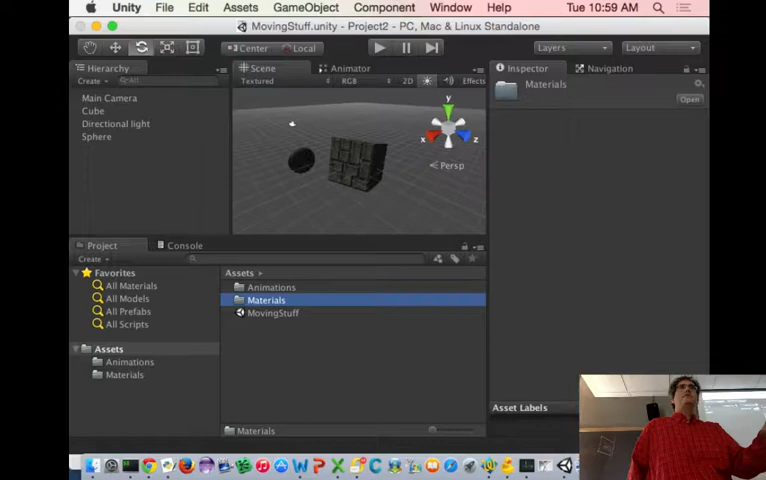 Unity File Edit Assets GameObject Component Window Help Tue 10:59 AM
MovingStuff.unity - Project2 - PC, Mac & Linux Standalone
Center Local Layers Layout
Hierarchy Scene Animator Inspector Navigation
Create All Textured RGB 2D Effects Materials
Open
Main Camera
Cube
Directional light
Sphere
y
x z
Persp
Project Console
Create
Favorites Assets
All Materials Animations
All Models Materials
All Prefabs MovingStuff
All Scripts
Assets
Animations
Materials
Asset Labels
Materials